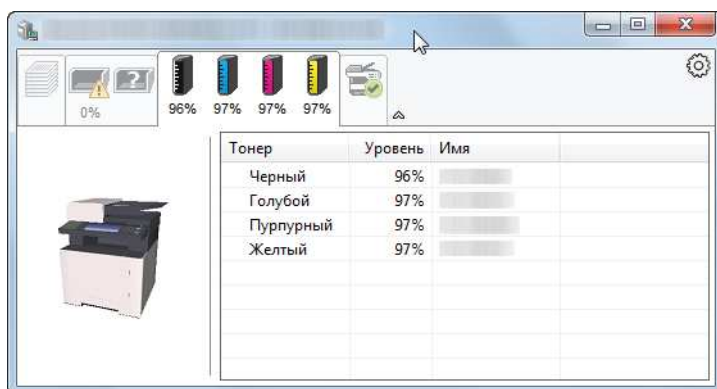 0%
96% 97% 97% 97%
Тонер Уровень Имя
Черный 96%
Голубой 97%
Пурпурный 97%
Желтый 97%